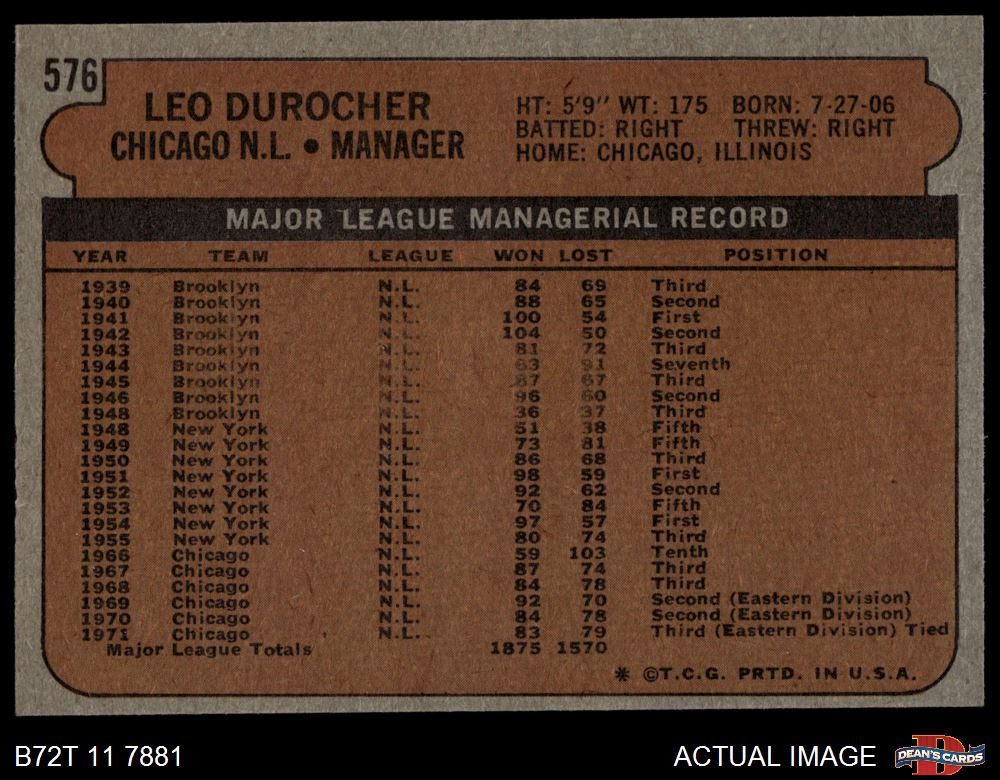 576
LEO DUROCHER
CHICAGO N.L. • MANAGER
HT: 5'9" WT: 175 BORN: 7-27-06
BATTED: RIGHT THREW: RIGHT
HOME: CHICAGO, ILLINOIS
MAJOR LEAGUE MANAGERIAL RECORD
YEAR TEAM LEAGUE WON LOST POSITION
1939 Brooklyn N.L. 84 69 Third
1940 Brooklyn N.L. 88 65 Second
1941 Brooklyn N.L. 100 54 First
1942 Brooklyn N.L. 104 50 Second
1943 Brooklyn N.L. 81 72 Third
1944 Brooklyn N.L. 63 91 Seventh
1945 Brooklyn N.L. 87 67 Third
1946 Brooklyn N.L. 96 60 Second
1948 Brooklyn N.L. 36 37 Third
1948 New York N.L. 51 38 Fifth
1949 New York N.L. 73 81 Fifth
1950 New York N.L. 86 68 Third
1951 New York N.L. 98 59 First
1952 New York N.L. 92 62 Second
1953 New York N.L. 70 84 Fifth
1954 New York N.L. 97 57 First
1955 New York N.L. 80 74 Third
1966 Chicago N.L. 59 103 Tenth
1967 Chicago N.L. 87 74 Third
1968 Chicago N.L. 84 78 Third
1969 Chicago N.L. 92 70 Second (Eastern Division)
1970 Chicago N.L. 84 78 Second (Eastern Division)
1971 Chicago N.L. 83 79 Third (Eastern Division) Tied
Major League Totals 1875 1570
* ©T.C.G. PRTD. IN U.S.A.
B72T 11 7881
ACTUAL IMAGE
D
DEAN'S CARDS